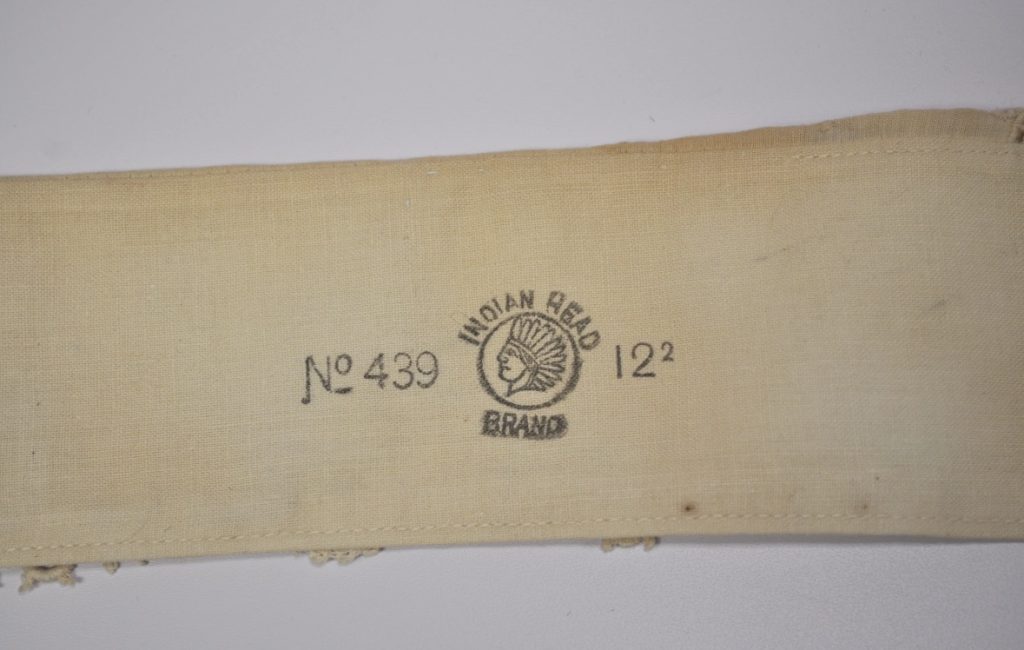 INDIAN HEAD
No 439
12²
BRAND